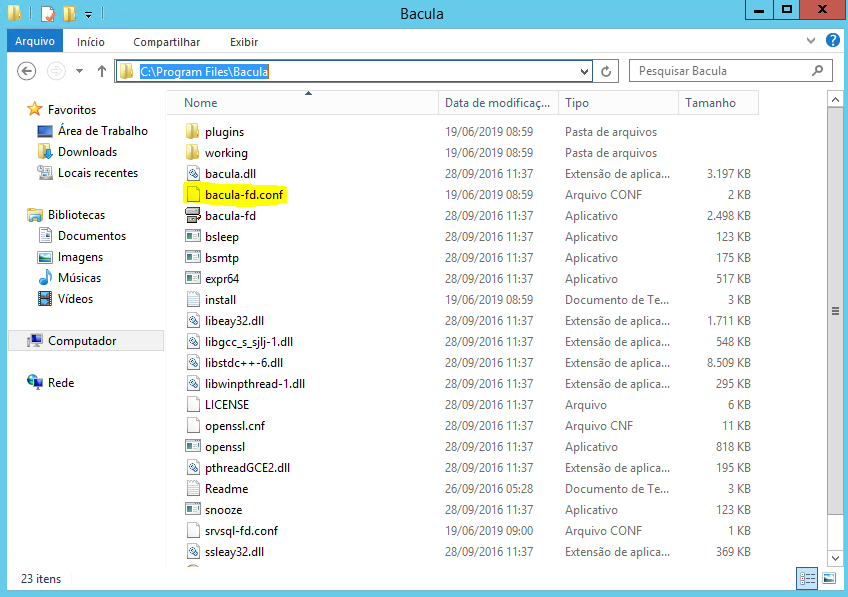 Bacula
Arquivo Início Compartilhar Exibir
C:\Program Files\Bacula Pesquisar Bacula
Favoritos
Área de Trabalho
Downloads
Locais recentes
Bibliotecas
Documentos
Imagens
Músicas
Vídeos
Computador
Rede
Nome Data de modificaç... Tipo Tamanho
plugins 19/06/2019 08:59 Pasta de arquivos
working 19/06/2019 08:59 Pasta de arquivos
bacula.dll 28/09/2016 11:37 Extensão de aplica... 3.197 KB
bacula-fd.conf 19/06/2019 08:59 Arquivo CONF 2 KB
bacula-fd 28/09/2016 11:37 Aplicativo 2.498 KB
bsleep 28/09/2016 11:37 Aplicativo 123 KB
bsmtp 28/09/2016 11:37 Aplicativo 175 KB
expr64 28/09/2016 11:37 Aplicativo 517 KB
install 19/06/2019 08:59 Documento de Te... 3 KB
libeay32.dll 28/09/2016 11:37 Extensão de aplica... 1.711 KB
libgcc_s_sjlj-1.dll 28/09/2016 11:37 Extensão de aplica... 548 KB
libstdc++-6.dll 28/09/2016 11:37 Extensão de aplica... 8.509 KB
libwinpthread-1.dll 28/09/2016 11:37 Extensão de aplica... 295 KB
LICENSE 28/09/2016 11:37 Arquivo 6 KB
openssl.cnf 28/09/2016 11:37 Arquivo CNF 11 KB
openssl 28/09/2016 11:37 Aplicativo 818 KB
pthreadGCE2.dll 28/09/2016 11:37 Extensão de aplica... 195 KB
Readme 26/09/2016 05:28 Documento de Te... 3 KB
snooze 28/09/2016 11:37 Aplicativo 123 KB
srvsql-fd.conf 19/06/2019 09:00 Arquivo CONF 1 KB
ssleay32.dll 28/09/2016 11:37 Extensão de aplica... 369 KB
23 itens